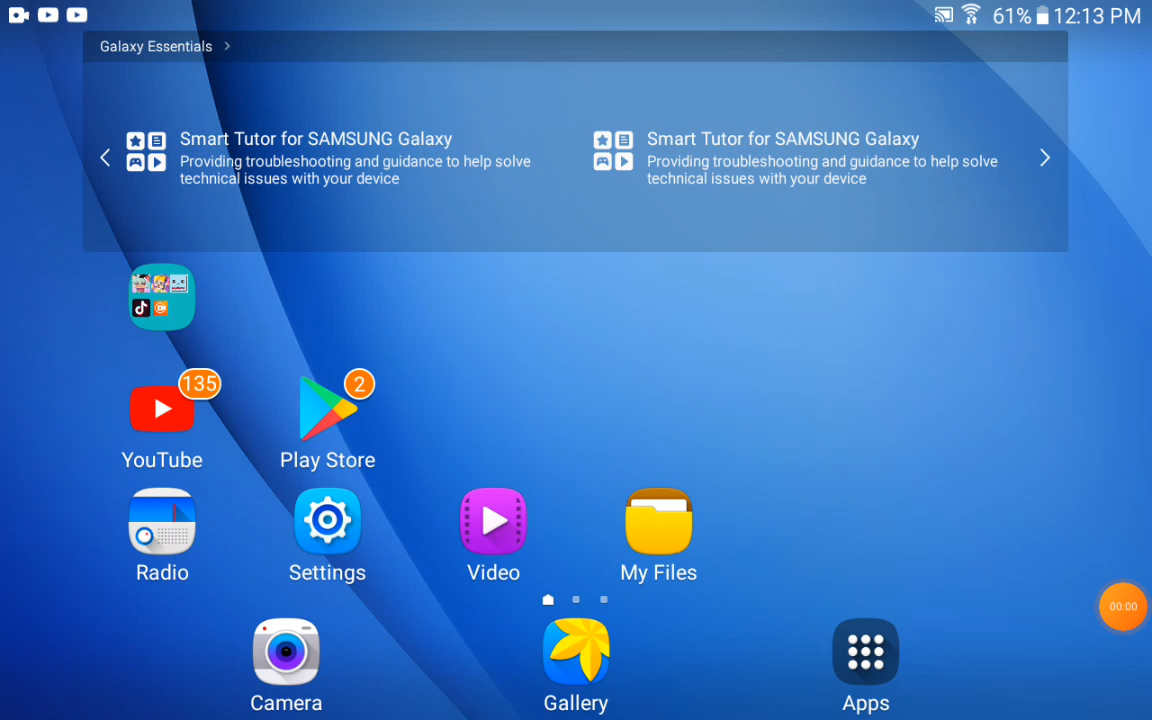 61% 12:13 PM
Galaxy Essentials
Smart Tutor for SAMSUNG Galaxy
Providing troubleshooting and guidance to help solve
technical issues with your device
Smart Tutor for SAMSUNG Galaxy
Providing troubleshooting and guidance to help solve
technical issues with your device
135
2
YouTube
Play Store
Radio
Settings
Video
My Files
00:00
Camera
Gallery
Apps